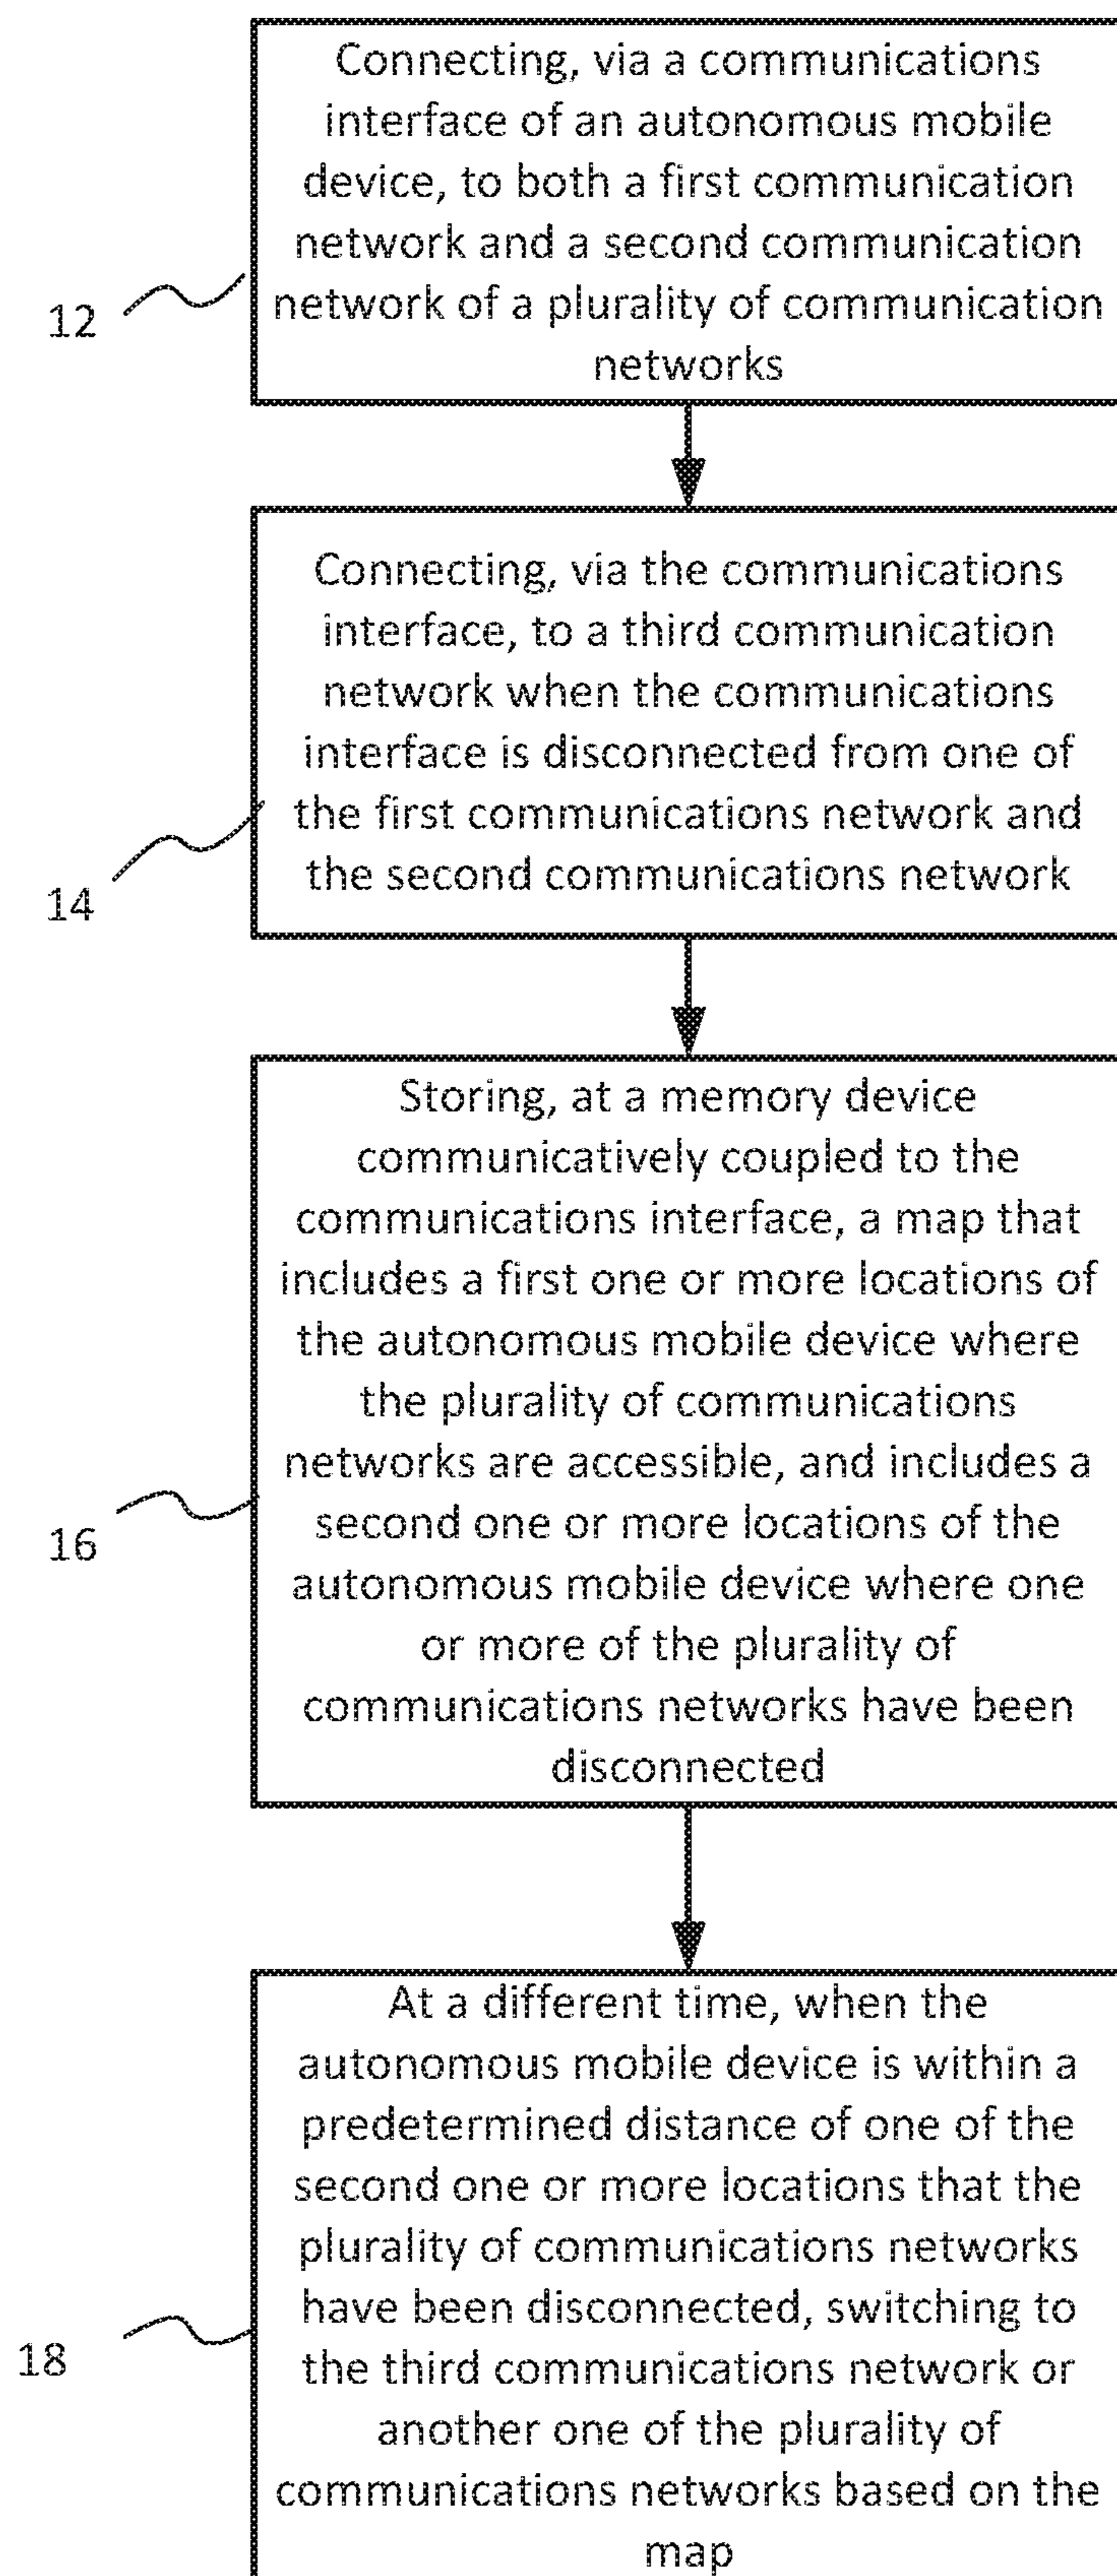 Connecting, via a communications
interface of an autonomous mobile
device, to both a first communication
network and a second communication
network of a plurality of communication
networks
12
Connecting, via the communications
interface, to a third communication
network when the communications
interface is disconnected from one of
the first communications network and
the second communications network
14
Storing, at a memory device
communicatively coupled to the
communications interface, a map that
includes a first one or more locations of
the autonomous mobile device where
the plurality of communications
networks are accessible, and includes a
second one or more locations of the
autonomous mobile device where one
or more of the plurality of
communications networks have been
disconnected
16
At a different time, when the
autonomous mobile device is within a
predetermined distance of one of the
second one or more locations that the
plurality of communications networks
have been disconnected, switching to
the third communications network or
another one of the plurality of
communications networks based on the
map
18